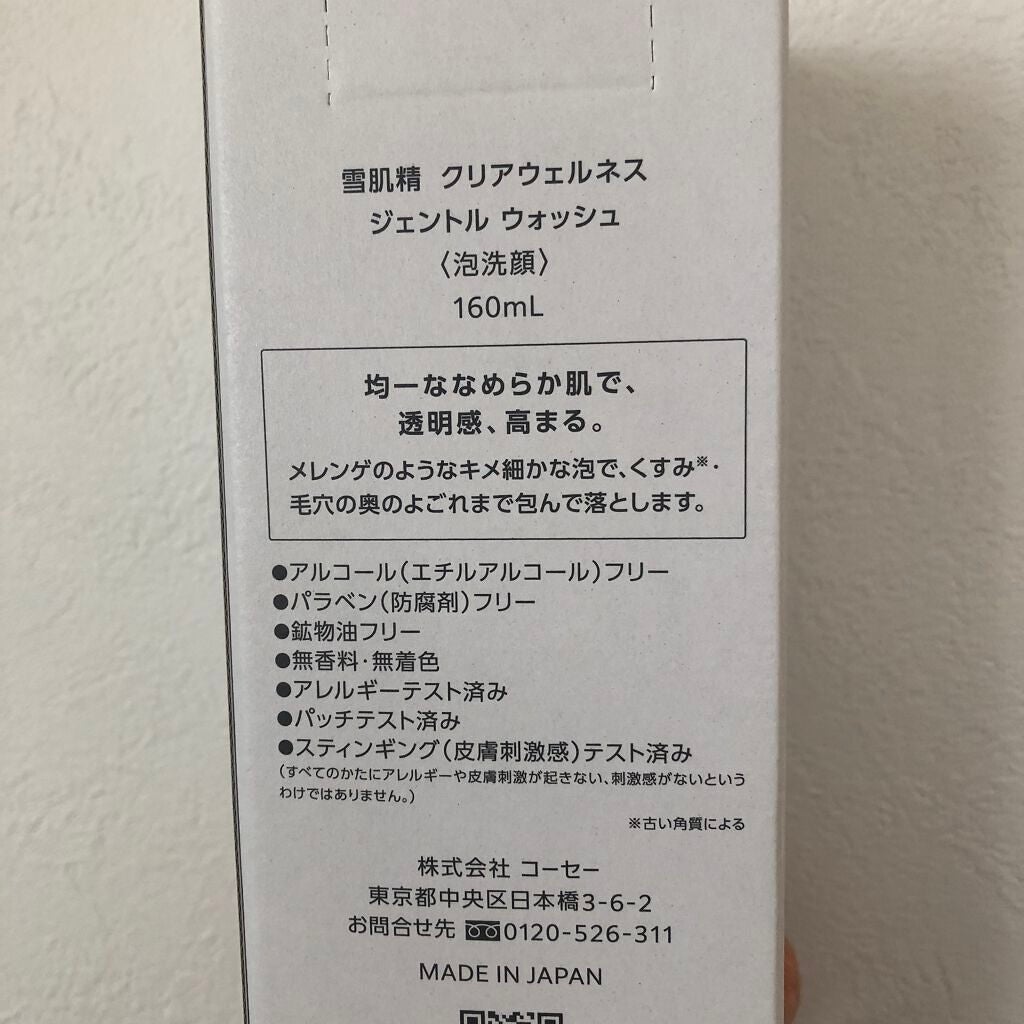 雪肌精 クリアウェルネス
ジェントル ウォッシュ
〈泡洗顔〉
160mL
均一ななめらか肌で、
透明感、高まる。
メレンゲのようなキメ細かな泡で、くすみ※・
毛穴の奥のよごれまで包んで落とします。
●アルコール(エチルアルコール)フリー
●パラベン(防腐剤)フリー
●鉱物油フリー
●無香料・無着色
●アレルギーテスト済み
●パッチテスト済み
●スティンギング(皮膚刺激感)テスト済み
(すべてのかたにアレルギーや皮膚刺激が起きない、刺激感がないという
わけではありません。)
※古い角質による
株式会社 コーセー
東京都中央区日本橋3-6-2
お問合せ先 0120-526-311
MADE IN JAPAN